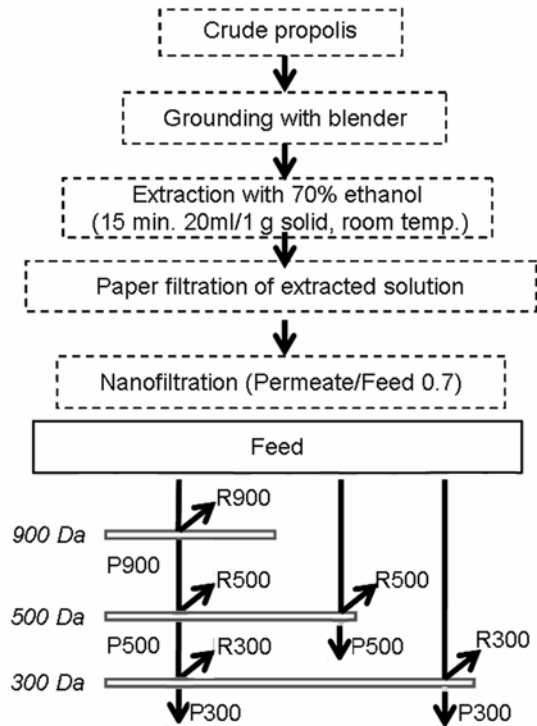 Crude propolis
Grounding with blender
Extraction with 70% ethanol
(15 min. 20ml/1 g solid, room temp.)
Paper filtration of extracted solution
Nanofiltration (Permeate/Feed 0.7)
Feed
R900
900 Da
P900
R500
R500
500 Da
P500
R300
P500
R300
300 Da
P300
P300